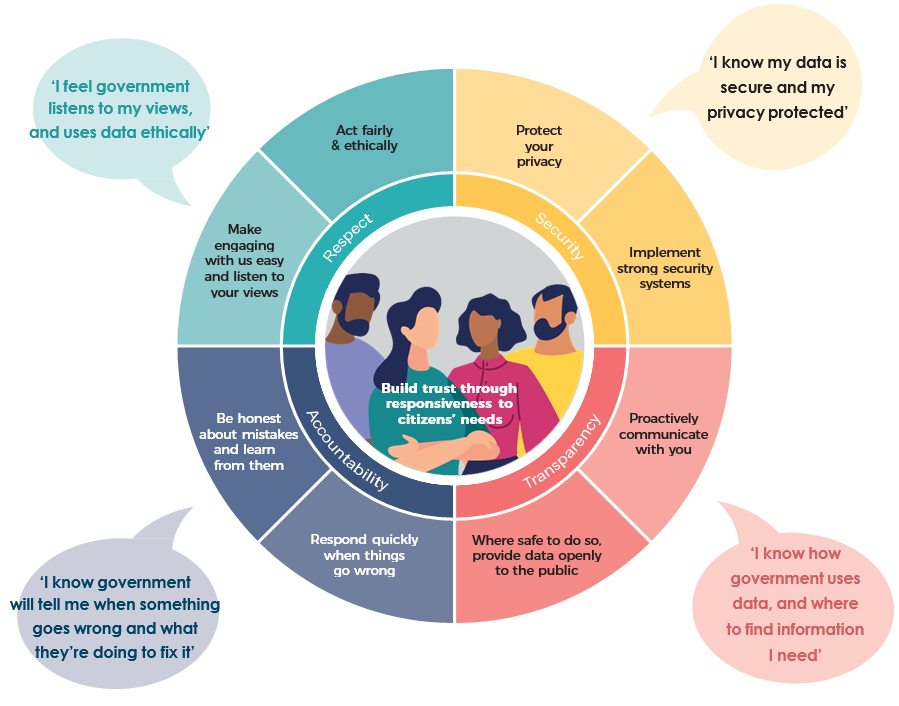 ‘I feel government
listens to my views,
and uses data ethically’
‘I know my data is
secure and my
privacy protected’
Act fairly
& ethically
Protect
your
privacy
Make
engaging
with us easy
and listen to
your views
Respect
Security
Implement
strong security
systems
Build trust through
responsiveness to
citizens’ needs
Be honest
about mistakes
and learn
from them
Accountability
Transparency
Proactively
communicate
with you
Respond quickly
when things
go wrong
Where safe to do so,
provide data openly
to the public
‘I know government
will tell me when something
goes wrong and what
they’re doing to fix it’
‘I know how
government uses
data, and where
to find information
I need’